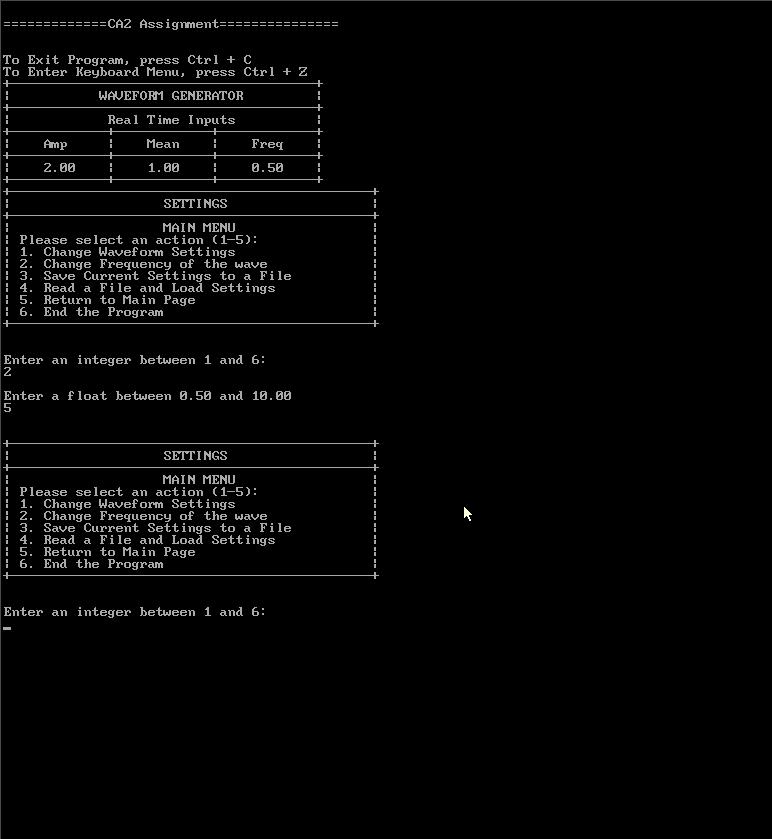 =============CA2 Assignment===============
To Exit Program, press Ctrl + C
To Enter Keyboard Menu, press Ctrl + Z
WAVEFORM GENERATOR
Real Time Inputs
Amp Mean Freq
2.00 1.00 0.50
SETTINGS
MAIN MENU
Please select an action (1-5):
1. Change Waveform Settings
2. Change Frequency of the wave
3. Save Current Settings to a File
4. Read a File and Load Settings
5. Return to Main Page
6. End the Program
Enter an integer between 1 and 6:
2
Enter a float between 0.50 and 10.00
5
SETTINGS
MAIN MENU
Please select an action (1-5):
1. Change Waveform Settings
2. Change Frequency of the wave
3. Save Current Settings to a File
4. Read a File and Load Settings
5. Return to Main Page
6. End the Program
Enter an integer between 1 and 6: